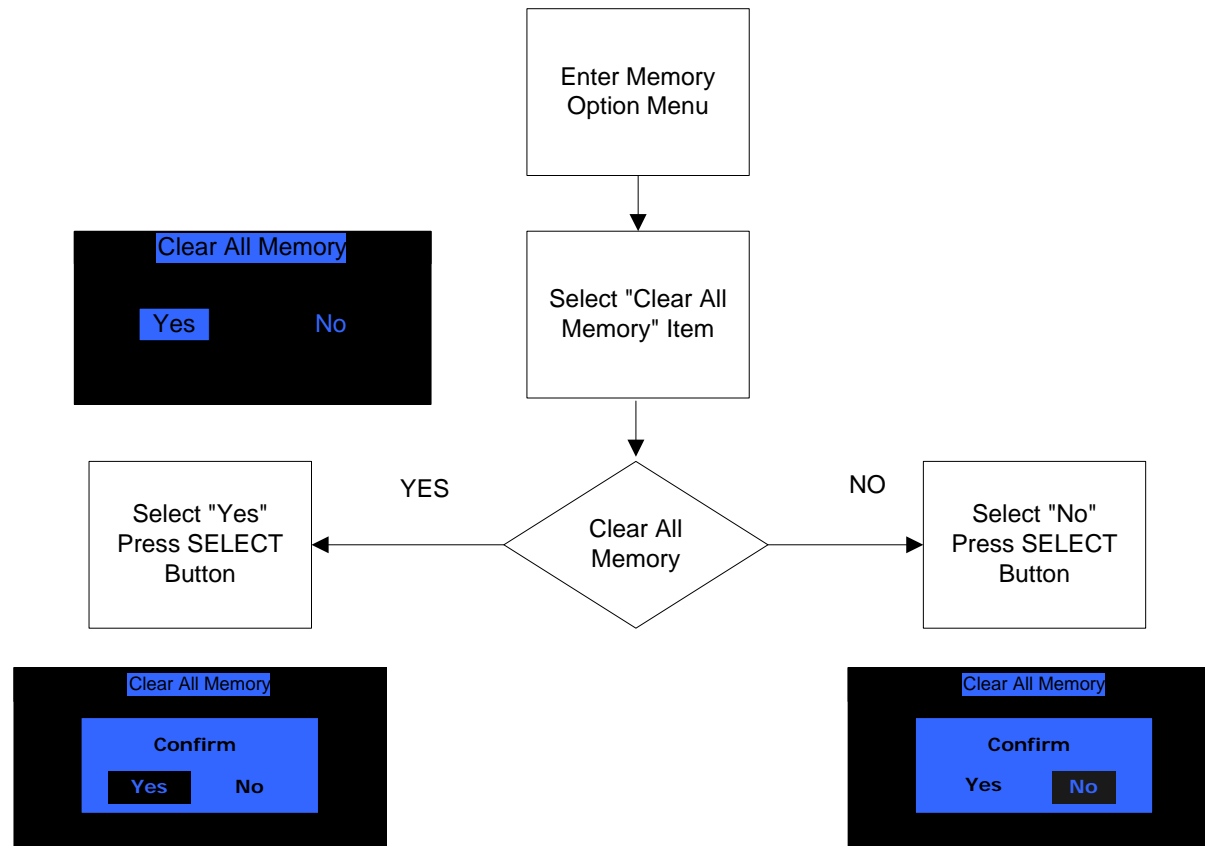 Enter Memory
Option Menu
Clear All Memory
Yes No
Select "Clear All
Memory" Item
YES
NO
Select "Yes"
Press SELECT
Button
Clear All
Memory
Select "No"
Press SELECT
Button
Clear All Memory
Confirm
Yes No
Clear All Memory
Confirm
Yes No